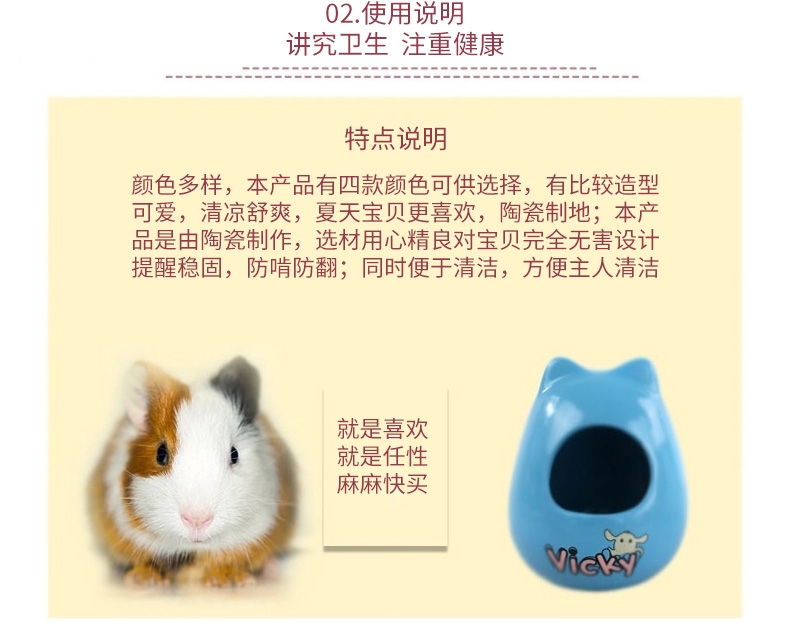 02.使用说明
讲究卫生 注重健康
特点说明
颜色多样，本产品有四款颜色可供选择，有比较造型
可爱，清凉舒爽，夏天宝贝更喜欢，陶瓷制地；本产
品是由陶瓷制作，选材用心精良对宝贝完全无害设计
提醒稳固，防啃防翻；同时便于清洁，方便主人清洁
就是喜欢
就是任性
麻麻快买
Vicky